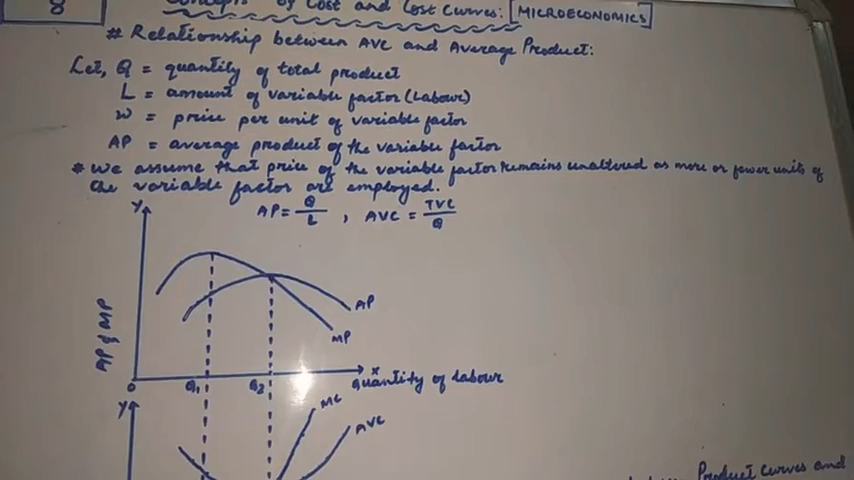 8
Concepts of Cost and Cost Curves: [MICROECONOMICS]
# Relationship between AVC and Average Product:
Let, Q = quantity of total product
L = amount of variable factor (Labour)
w = price per unit of variable factor
AP = average product of the variable factor
* We assume that price of the variable factor remains unaltered as more or fewer units of
the variable factor are employed.
AP = Q/L , AVC = TVC/Q
Y
AP & MP
AP
MP
O Q1 Q2 X
Quantity of labour
Y
MC
AVC
Product Curves and